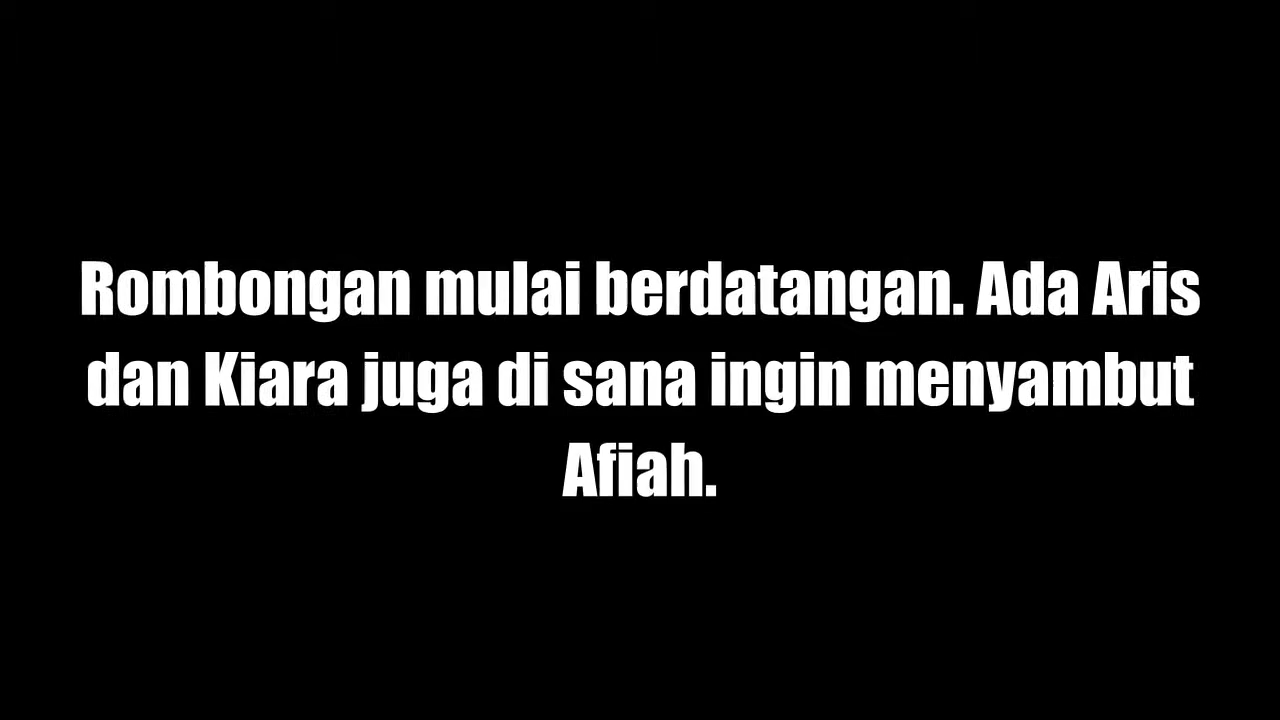 Rombongan mulai berdatangan. Ada Aris
dan Kiara juga di sana ingin menyambut
Afiah.